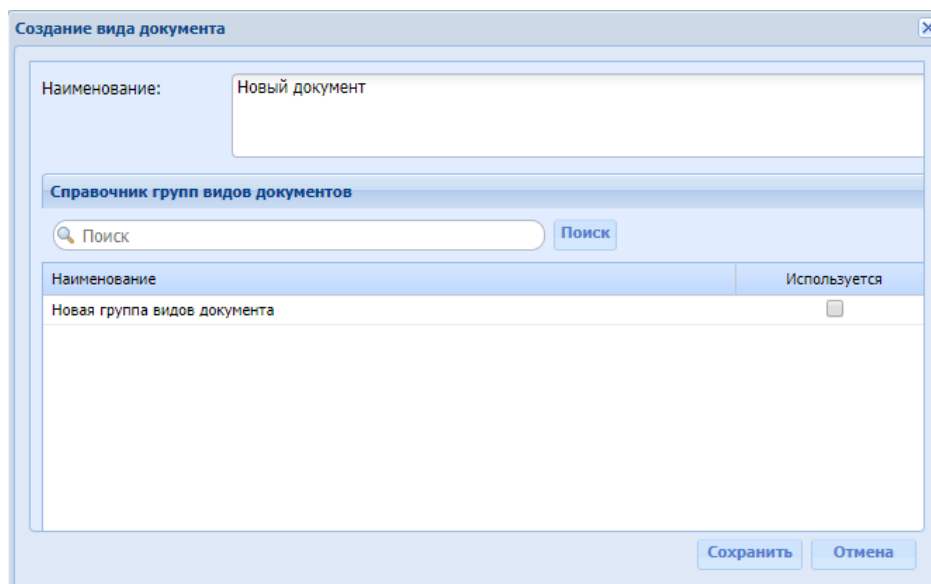 Создание вида документа
Наименование:
Новый документ
Справочник групп видов документов
Поиск Поиск
Наименование Используется
Новая группа видов документа
Сохранить Отмена